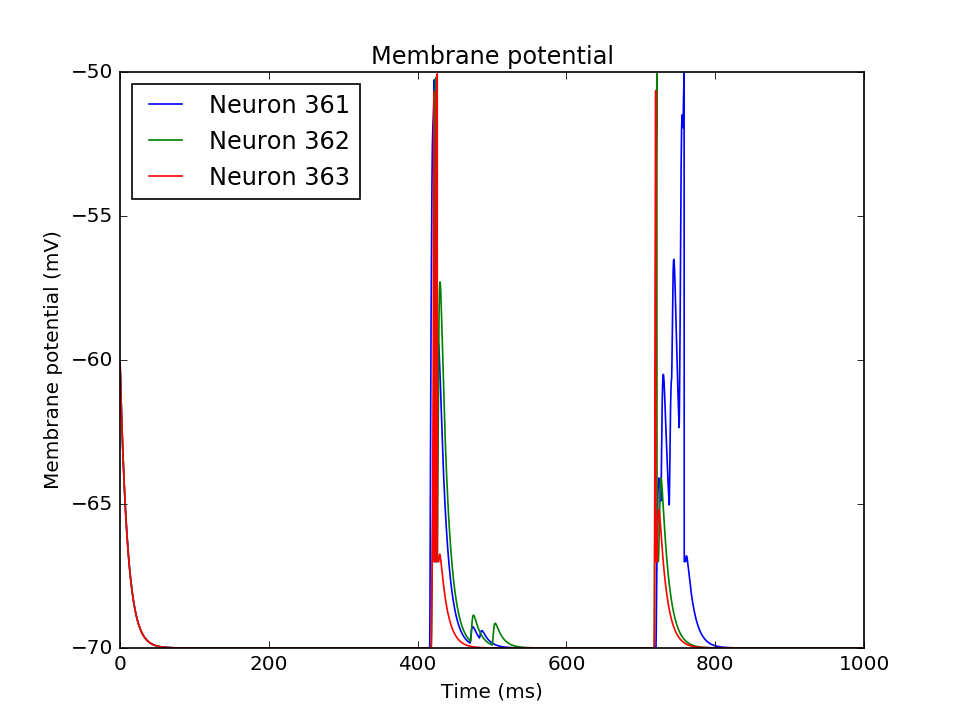 Membrane potential
Neuron 361
Neuron 362
Neuron 363
Membrane potential (mV)
−50
−55
−60
−65
−70
0 200 400 600 800 1000
Time (ms)